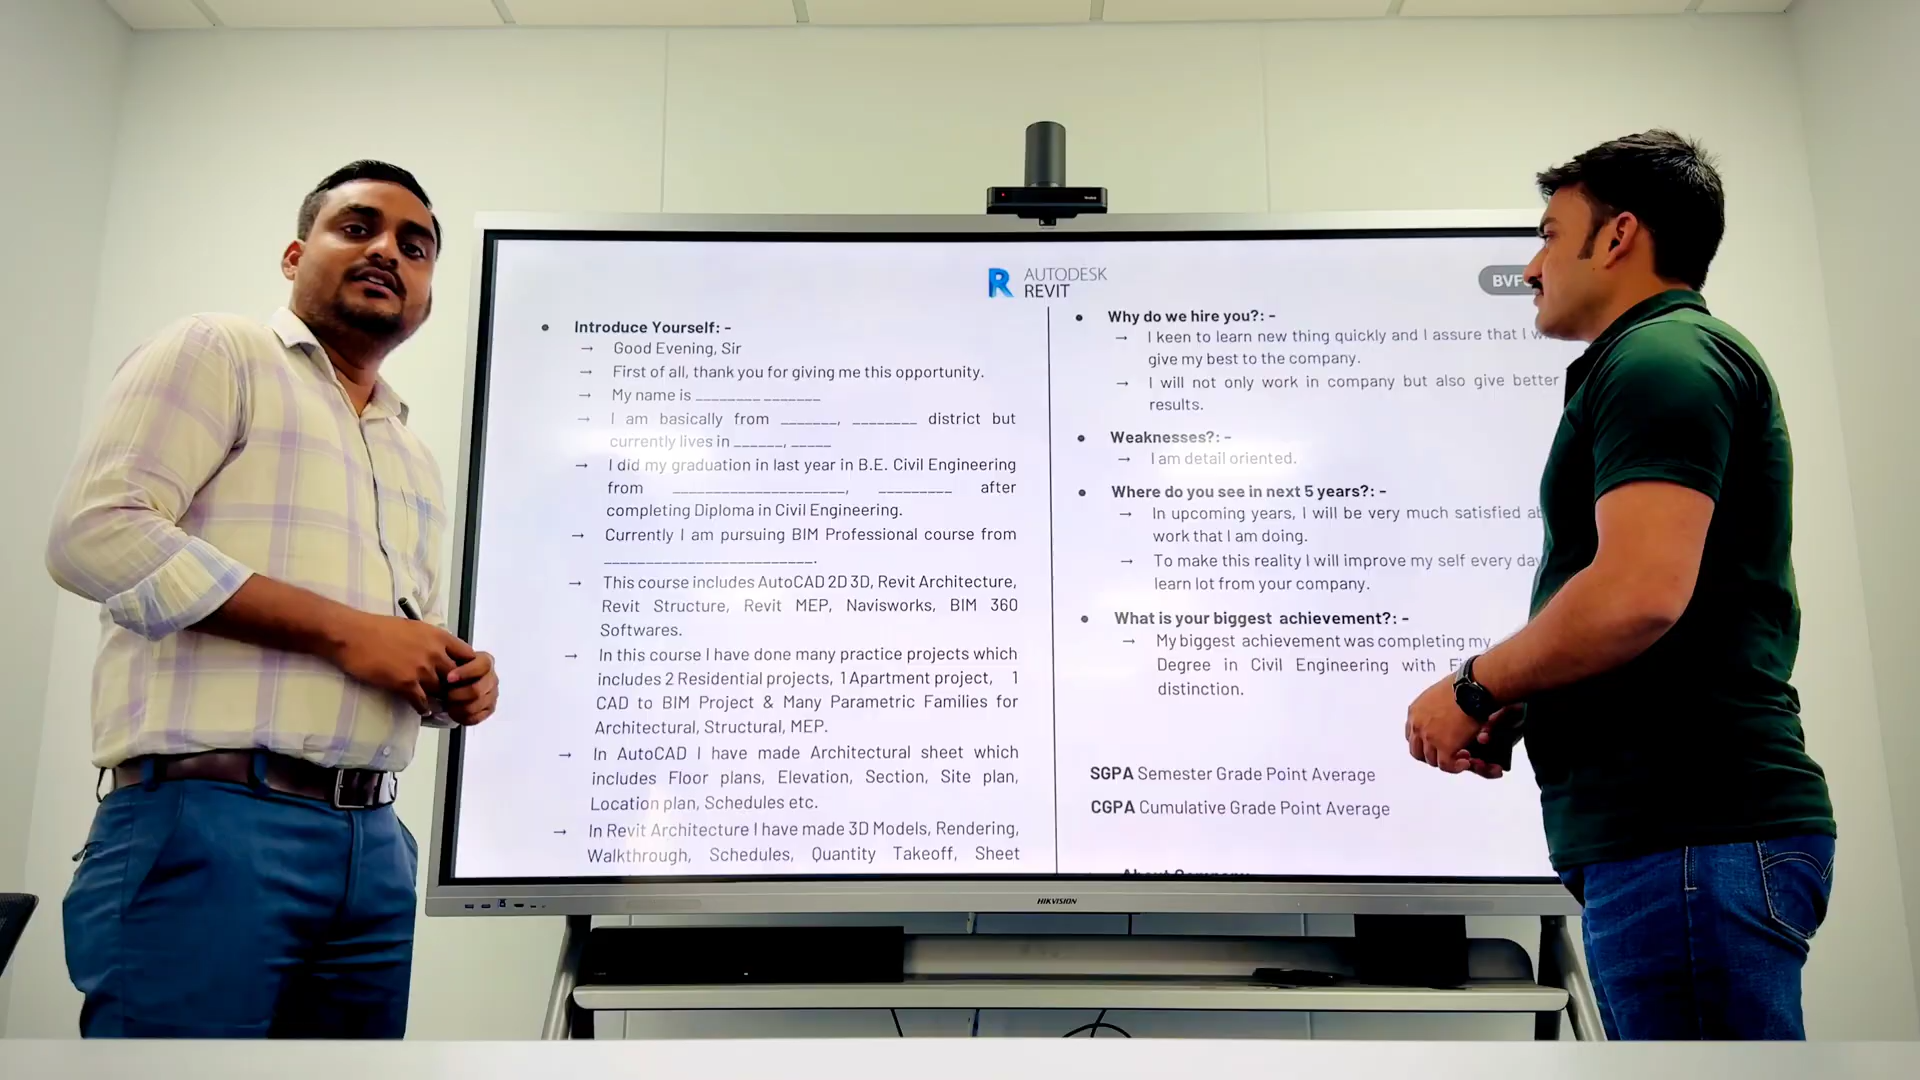 AUTODESK
REVIT
BVF
Introduce Yourself: -
→ Good Evening, Sir
→ First of all, thank you for giving me this opportunity.
→ My name is ________ _______
→ I am basically from _______, ________ district but
currently lives in ______, _____
→ I did my graduation in last year in B.E. Civil Engineering
from _____________________, _________ after
completing Diploma in Civil Engineering.
→ Currently I am pursuing BIM Professional course from
__________________________.
→ This course includes AutoCAD 2D 3D, Revit Architecture,
Revit Structure, Revit MEP, Navisworks, BIM 360
Softwares.
→ In this course I have done many practice projects which
includes 2 Residential projects, 1 Apartment project, 1
CAD to BIM Project & Many Parametric Families for
Architectural, Structural, MEP.
→ In AutoCAD I have made Architectural sheet which
includes Floor plans, Elevation, Section, Site plan,
Location plan, Schedules etc.
→ In Revit Architecture I have made 3D Models, Rendering,
Walkthrough, Schedules, Quantity Takeoff, Sheet
Why do we hire you?: -
→ I keen to learn new thing quickly and I assure that I
give my best to the company.
→ I will not only work in company but also give better
results.
Weaknesses?: -
→ I am detail oriented.
Where do you see in next 5 years?: -
→ In upcoming years, I will be very much satisfied
work that I am doing.
→ To make this reality I will improve my self every day
learn lot from your company.
What is your biggest achievement?: -
→ My biggest achievement was completing my
Degree in Civil Engineering with
distinction.
SGPA Semester Grade Point Average
CGPA Cumulative Grade Point Average
About Company
HIKVISION